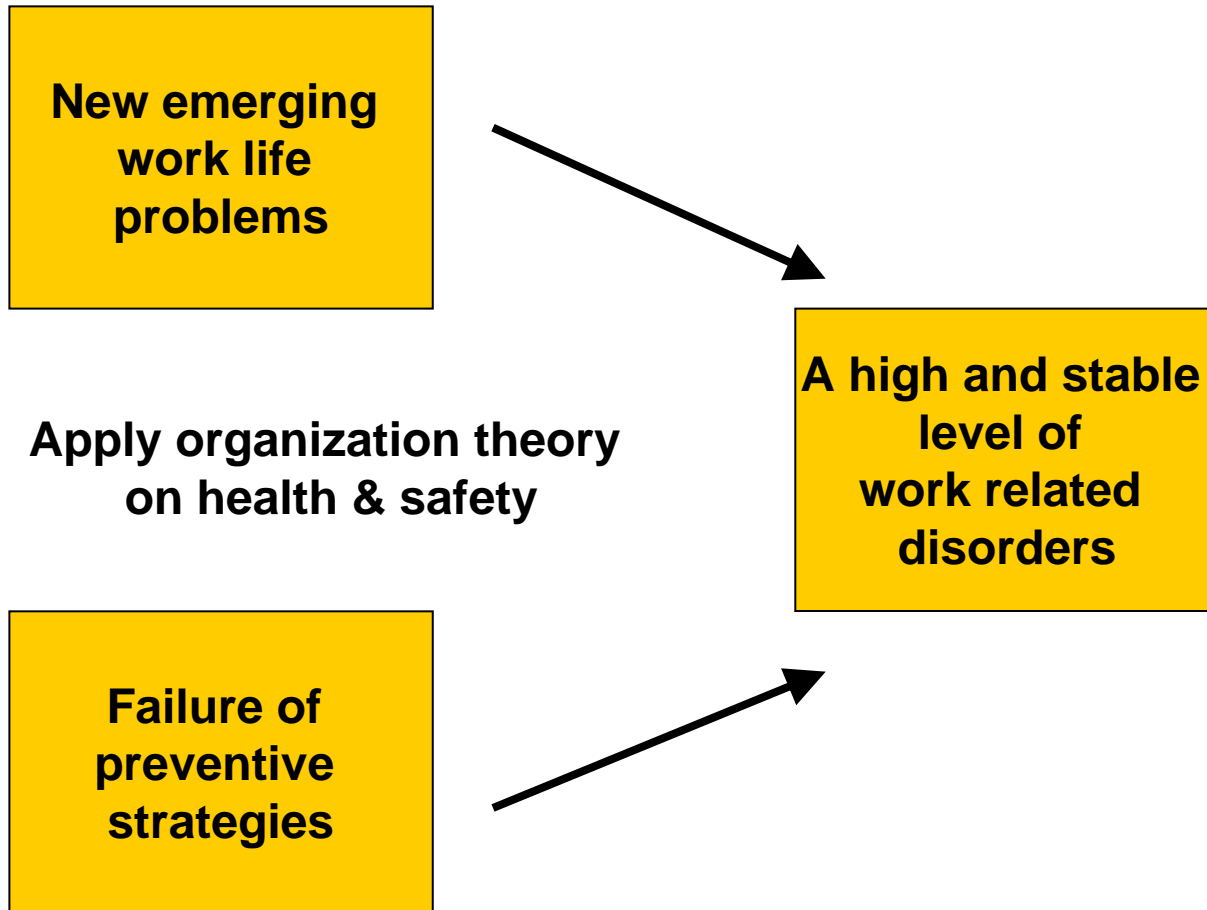 New emerging
work life
problems
Apply organization theory
on health & safety
A high and stable
level of
work related
disorders
Failure of
preventive
strategies